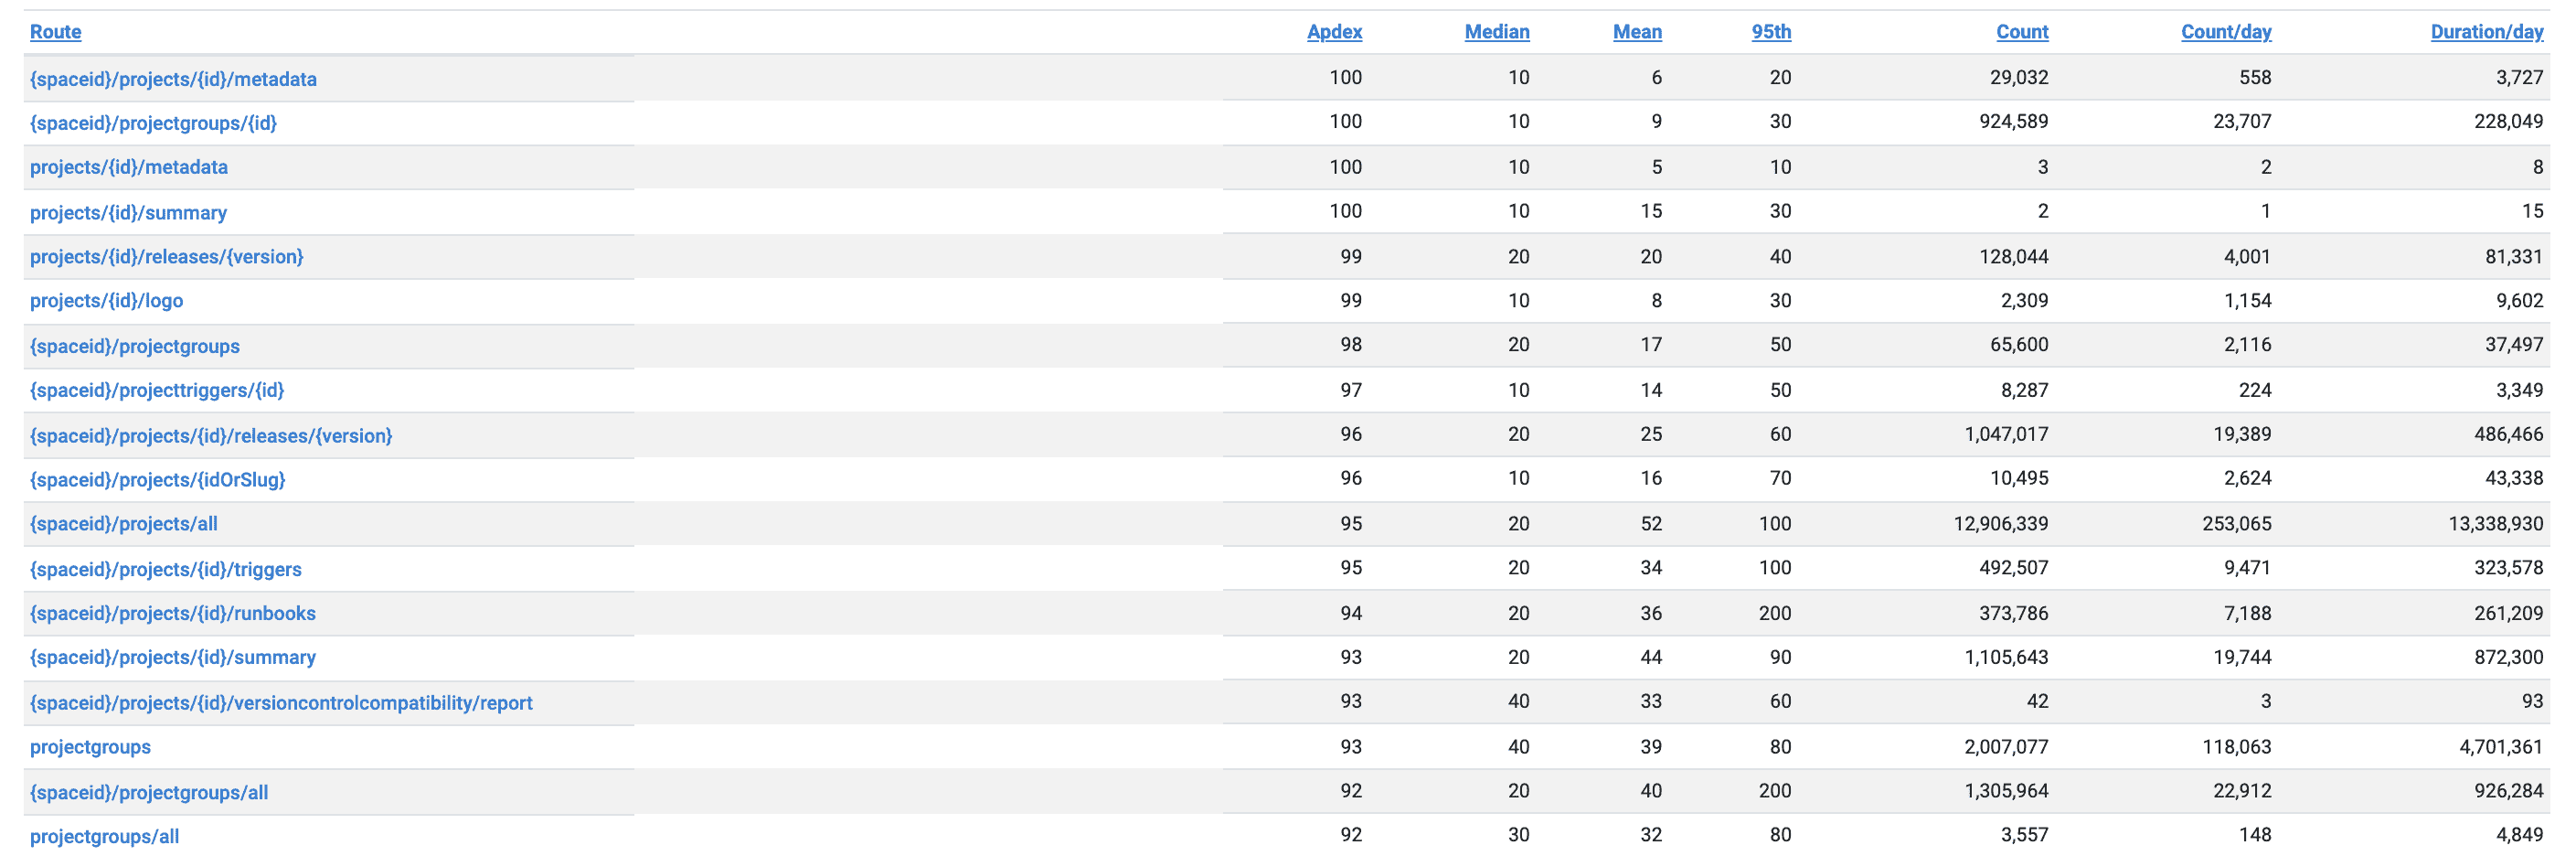 Route Apdex Median Mean 95th Count Count/day Duration/day
{spaceid}/projects/{id}/metadata 100 10 6 20 29,032 558 3,727
{spaceid}/projectgroups/{id} 100 10 9 30 924,589 23,707 228,049
projects/{id}/metadata 100 10 5 10 3 2 8
projects/{id}/summary 100 10 15 30 2 1 15
projects/{id}/releases/{version} 99 20 20 40 128,044 4,001 81,331
projects/{id}/logo 99 10 8 30 2,309 1,154 9,602
{spaceid}/projectgroups 98 20 17 50 65,600 2,116 37,497
{spaceid}/projecttriggers/{id} 97 10 14 50 8,287 224 3,349
{spaceid}/projects/{id}/releases/{version} 96 20 25 60 1,047,017 19,389 486,466
{spaceid}/projects/{idOrSlug} 96 10 16 70 10,495 2,624 43,338
{spaceid}/projects/all 95 20 52 100 12,906,339 253,065 13,338,930
{spaceid}/projects/{id}/triggers 95 20 34 100 492,507 9,471 323,578
{spaceid}/projects/{id}/runbooks 94 20 36 200 373,786 7,188 261,209
{spaceid}/projects/{id}/summary 93 20 44 90 1,105,643 19,744 872,300
{spaceid}/projects/{id}/versioncontrolcompatibility/report 93 40 33 60 42 3 93
projectgroups 93 40 39 80 2,007,077 118,063 4,701,361
{spaceid}/projectgroups/all 92 20 40 200 1,305,964 22,912 926,284
projectgroups/all 92 30 32 80 3,557 148 4,849